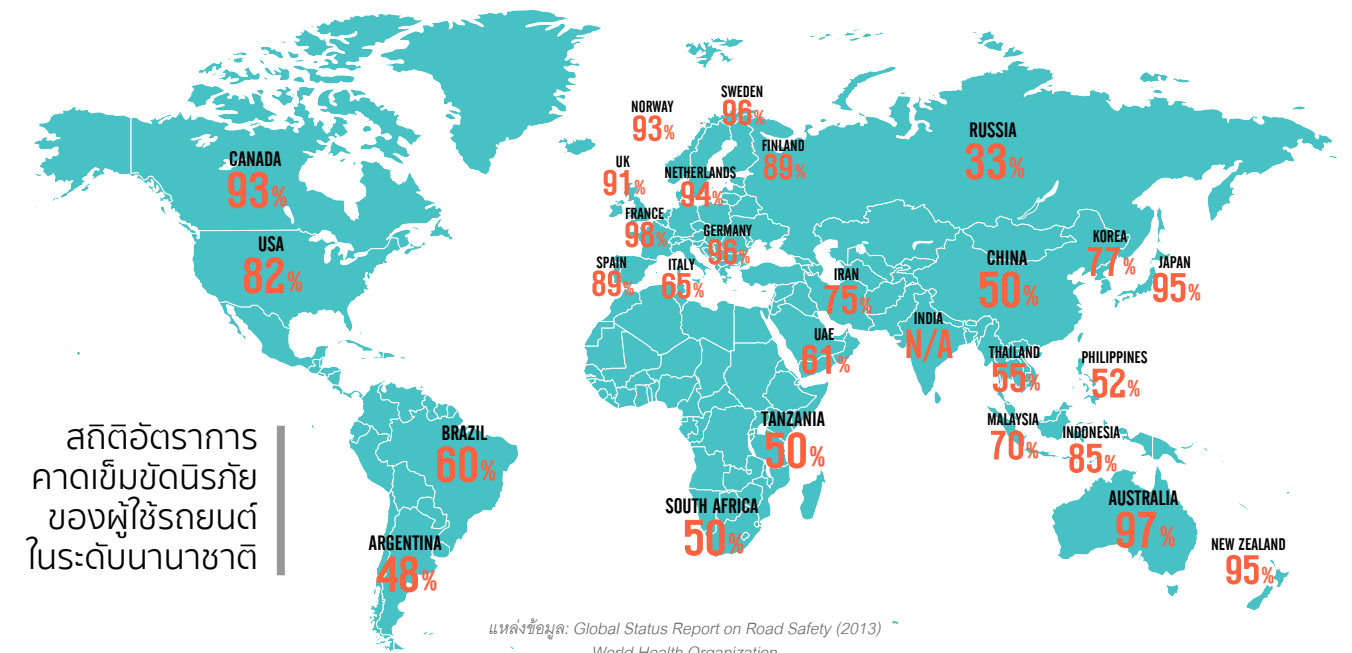 SWEDEN
96%
NORWAY
93%
RUSSIA
33%
FINLAND
89%
CANADA
93%
UK
91%
NETHERLANDS
94%
FRANCE
98%
GERMANY
96%
USA
82%
KOREA
77%
CHINA
50%
SPAIN
89%
ITALY
65%
IRAN
75%
JAPAN
95%
INDIA
N/A
UAE
61%
THAILAND
55%
PHILIPPINES
52%
TANZANIA
50%
MALAYSIA
70%
INDONESIA
85%
BRAZIL
60%
สถิติอัตราการ
คาดเข็มขัดนิรภัย
ของผู้ใช้รถยนต์
ในระดับนานาชาติ
AUSTRALIA
97%
SOUTH AFRICA
50%
ARGENTINA
48%
NEW ZEALAND
95%
แหล่งข้อมูล: Global Status Report on Road Safety (2013)
World Health Organization